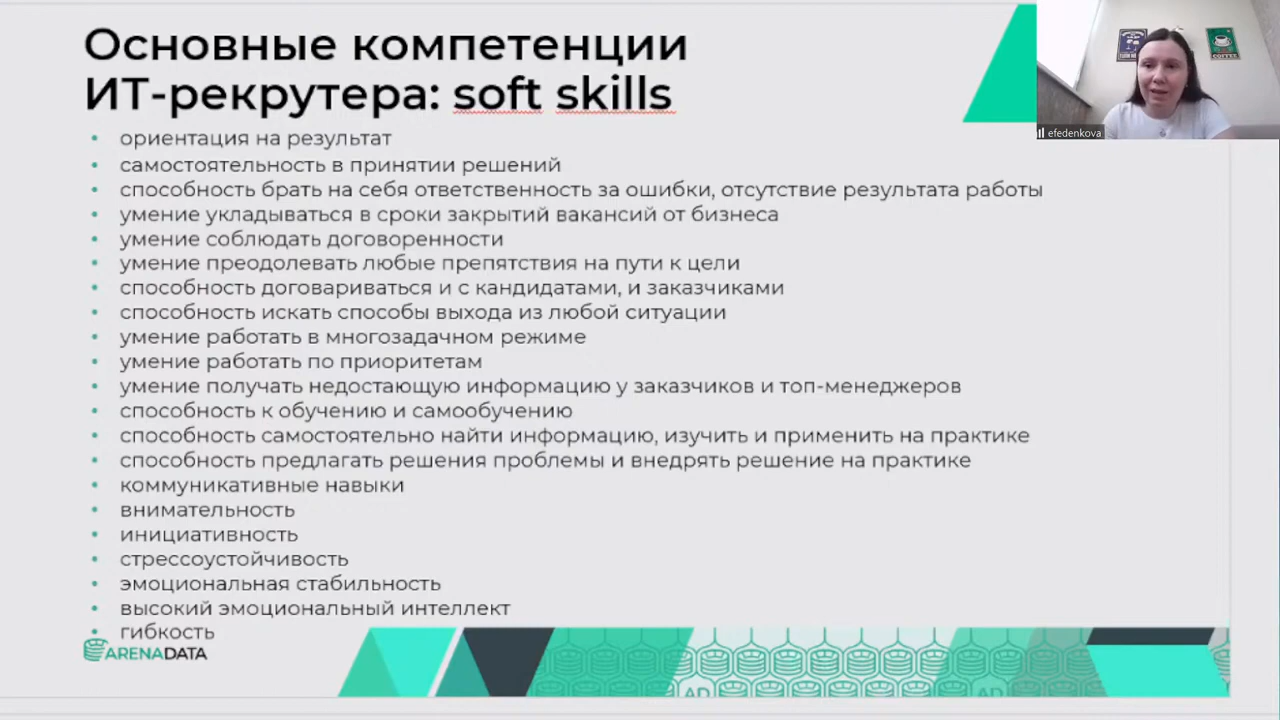 Основные компетенции
ИТ-рекрутера: soft skills
• ориентация на результат
• самостоятельность в принятии решений
• способность брать на себя ответственность за ошибки, отсутствие результата работы
• умение укладываться в сроки закрытий вакансий от бизнеса
• умение соблюдать договоренности
• умение преодолевать любые препятствия на пути к цели
• способность договариваться и с кандидатами, и заказчиками
• способность искать способы выхода из любой ситуации
• умение работать в многозадачном режиме
• умение работать по приоритетам
• умение получать недостающую информацию у заказчиков и топ-менеджеров
• способность к обучению и самообучению
• способность самостоятельно найти информацию, изучить и применить на практике
• способность предлагать решения проблемы и внедрять решение на практике
• коммуникативные навыки
• внимательность
• инициативность
• стрессоустойчивость
• эмоциональная стабильность
• высокий эмоциональный интеллект
• гибкость
ARENADATA
AD
AD
efedenkova
COFFEE